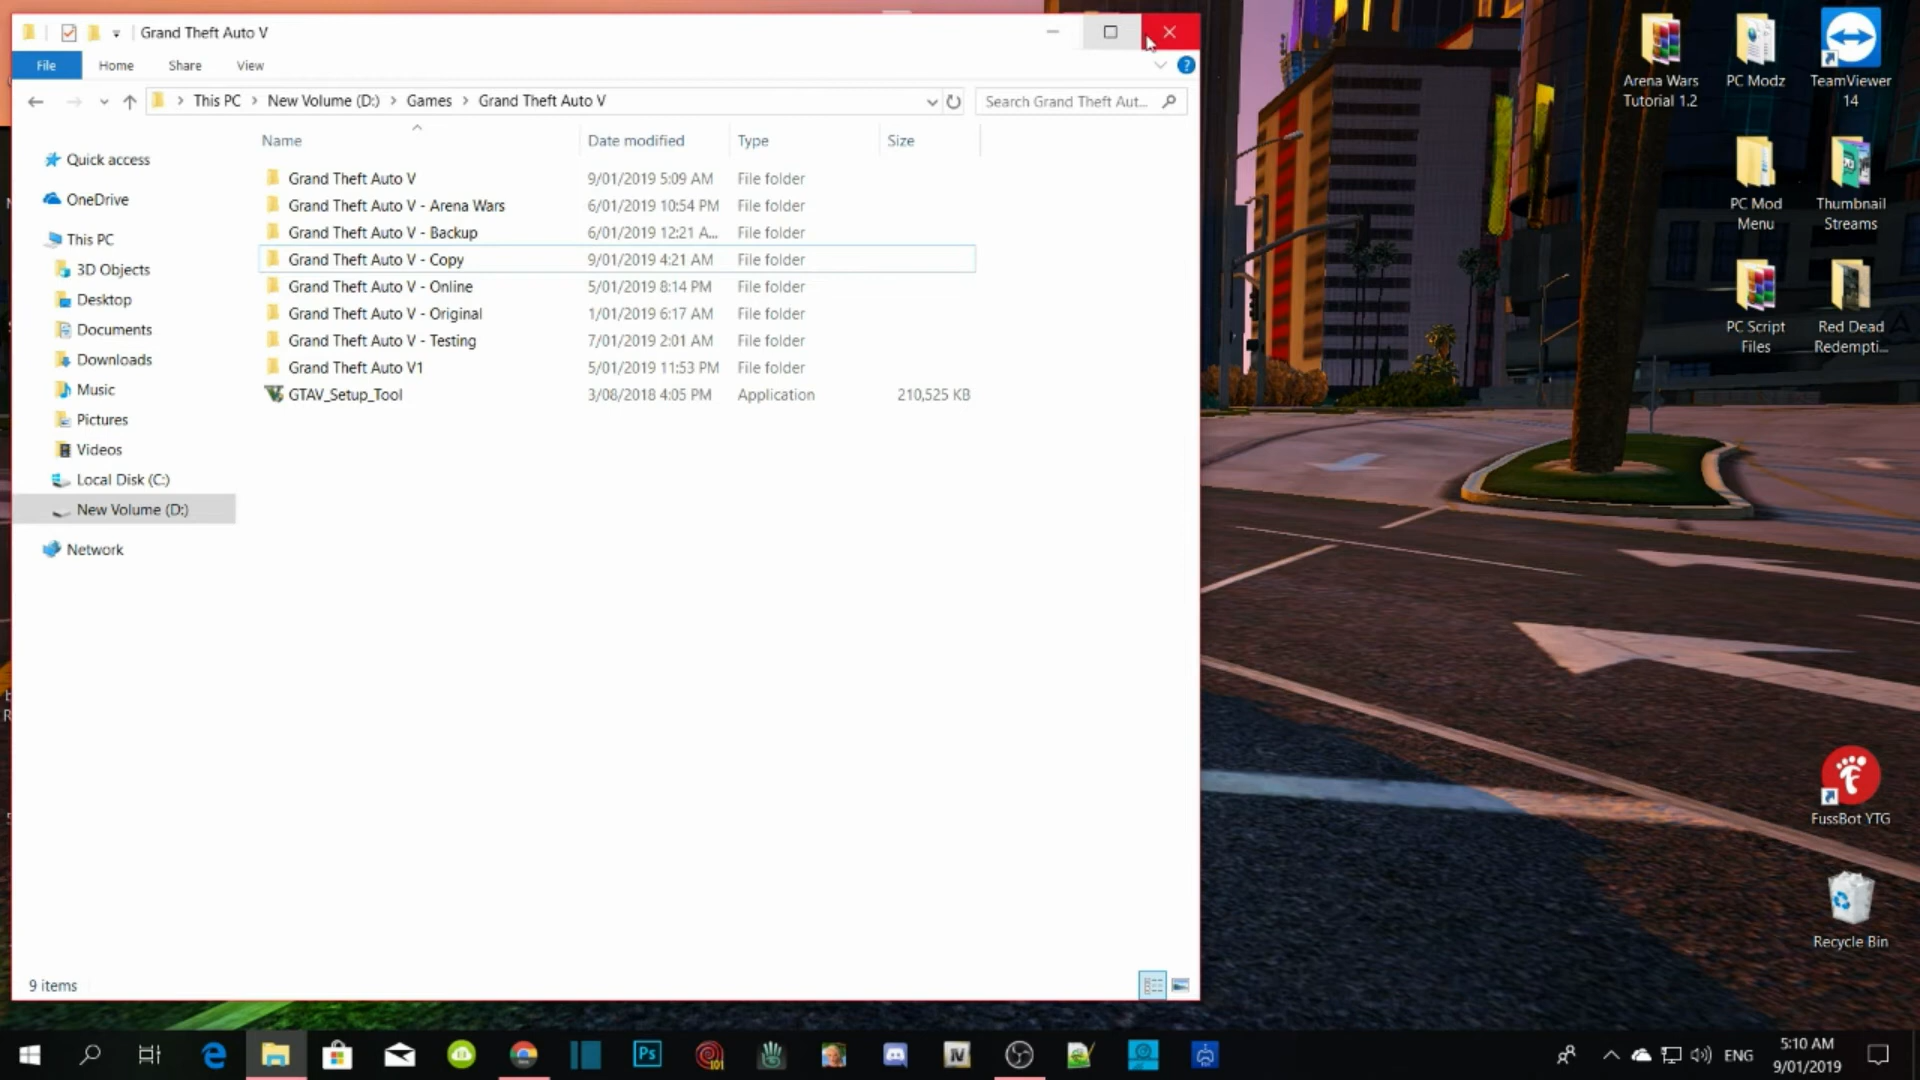 Grand Theft Auto V
File Home Share View
This PC New Volume (D:) Games Grand Theft Auto V
Search Grand Theft Aut...
Name Date modified Type Size
Grand Theft Auto V 9/01/2019 5:09 AM File folder
Grand Theft Auto V - Arena Wars 6/01/2019 10:54 PM File folder
Grand Theft Auto V - Backup 6/01/2019 12:21 A... File folder
Grand Theft Auto V - Copy 9/01/2019 4:21 AM File folder
Grand Theft Auto V - Online 5/01/2019 8:14 PM File folder
Grand Theft Auto V - Original 1/01/2019 6:17 AM File folder
Grand Theft Auto V - Testing 7/01/2019 2:01 AM File folder
Grand Theft Auto V1 5/01/2019 11:53 PM File folder
GTAV_Setup_Tool 3/08/2018 4:05 PM Application 210,525 KB
Quick access
OneDrive
This PC
3D Objects
Desktop
Documents
Downloads
Music
Pictures
Videos
Local Disk (C:)
New Volume (D:)
Network
9 items
Arena Wars
Tutorial 1.2
PC Modz
TeamViewer
14
PC Mod
Menu
Thumbnail
Streams
PC Script
Files
Red Dead
Redempti...
FussBot YTG
Recycle Bin
Ps
101
IV
ENG
5:10 AM
9/01/2019